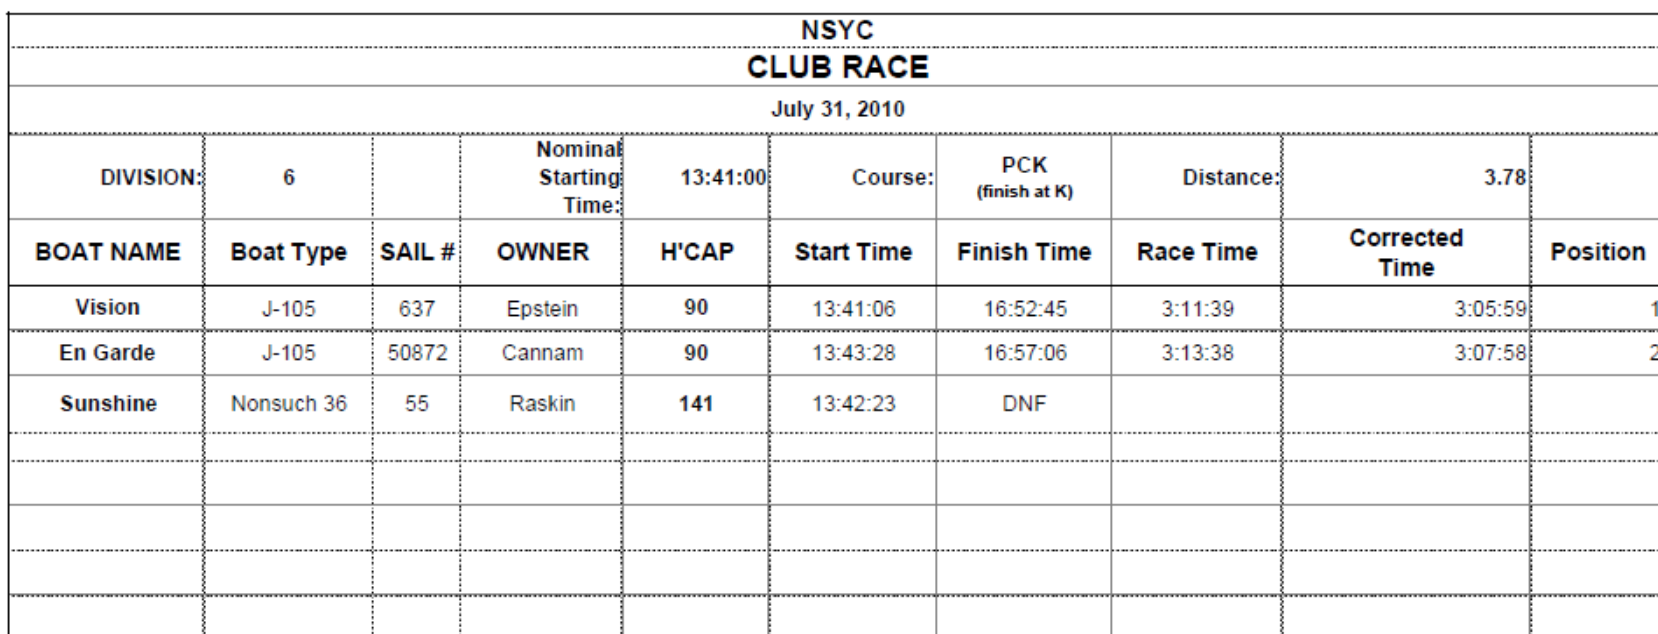 NSYC
CLUB RACE
July 31, 2010
DIVISION: 6 Nominal Starting Time: 13:41:00 Course: PCK (finish at K) Distance: 3.78
BOAT NAME Boat Type SAIL # OWNER H'CAP Start Time Finish Time Race Time Corrected Time Position
Vision J-105 637 Epstein 90 13:41:06 16:52:45 3:11:39 3:05:59 1
En Garde J-105 50872 Cannam 90 13:43:28 16:57:06 3:13:38 3:07:58 2
Sunshine Nonsuch 36 55 Raskin 141 13:42:23 DNF